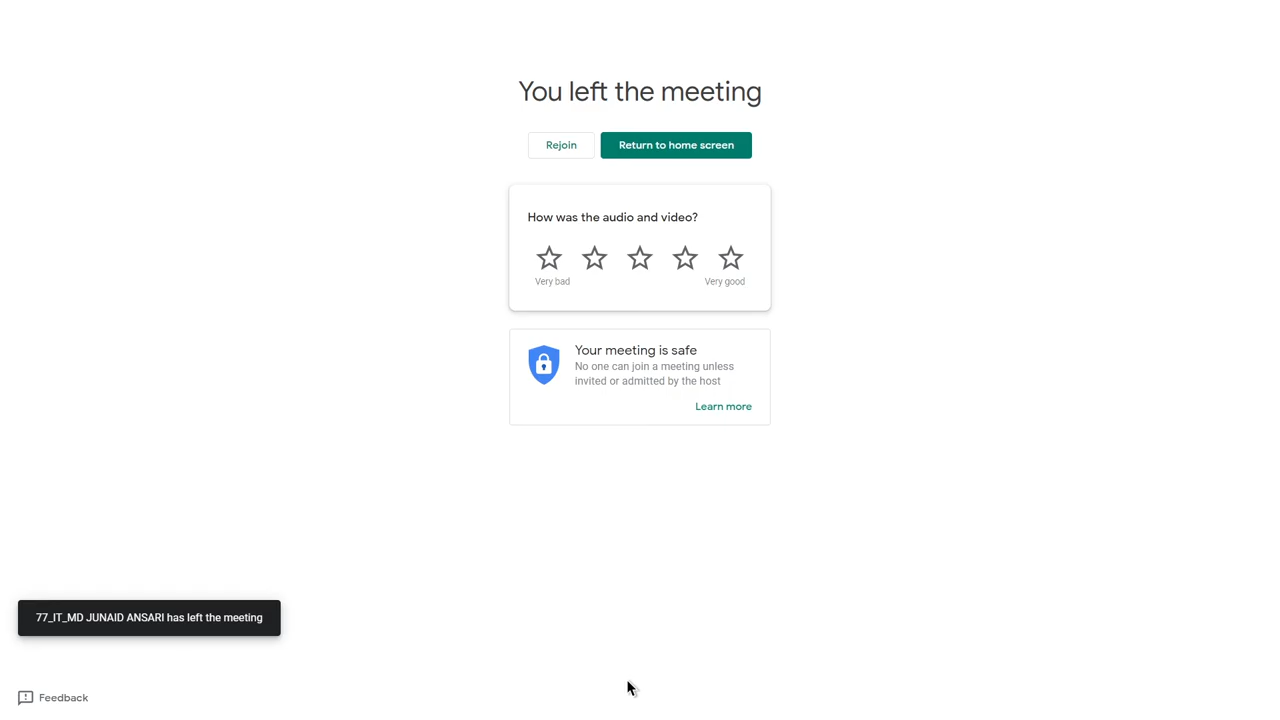 You left the meeting
Rejoin
Return to home screen
How was the audio and video?
Very bad
Very good
Your meeting is safe
No one can join a meeting unless
invited or admitted by the host
Learn more
77_IT_MD JUNAID ANSARI has left the meeting
Feedback